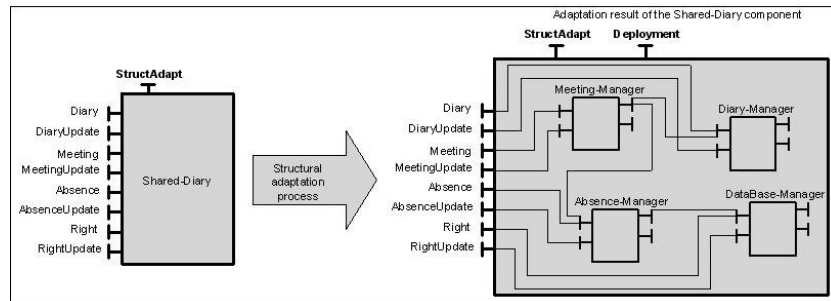 Adaptation result of the Shared-Diary component
StructAdapt
Deployment
StructAdapt
Diary
DiaryUpdate
Meeting
MeetingUpdate
Absence
AbsenceUpdate
Right
RightUpdate
Shared-Diary
Structural
adaptation
process
Diary
DiaryUpdate
Meeting
MeetingUpdate
Absence
AbsenceUpdate
Right
RightUpdate
Meeting-Manager
Diary-Manager
Absence-Manager
DataBase-Manager